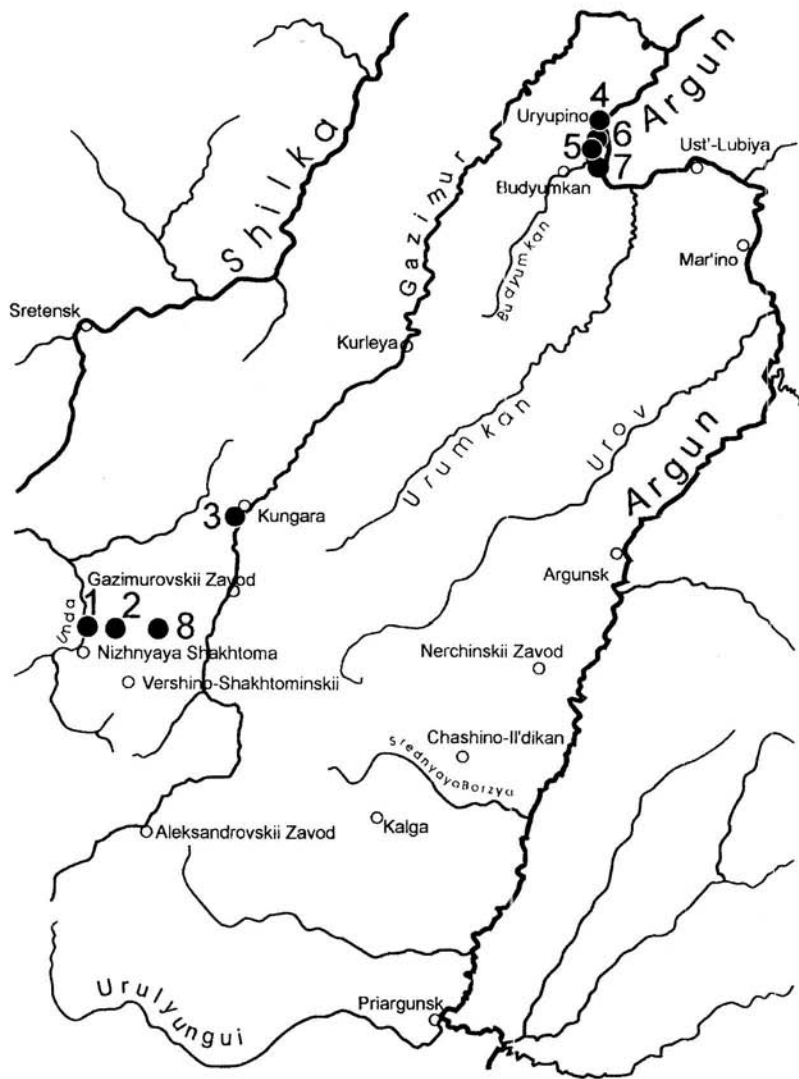 Shilka
Gazimur
Argun
4
Uryupino
6
5
7
Ust'-Lubiya
Budyumkan
Budyumkan
Mar'ino
Sretensk
Kurleya
Urumkan
Urov
Argun
3
Kungara
Argunsk
Gazimurovskii Zavod
Unda
1
2
8
Nizhnyaya Shakhtoma
Vershino-Shakhtominskii
Nerchinskii Zavod
Chashino-Il'dikan
SrednyayaBorzya
Kalga
Aleksandrovskii Zavod
Urulyungui
Priargunsk